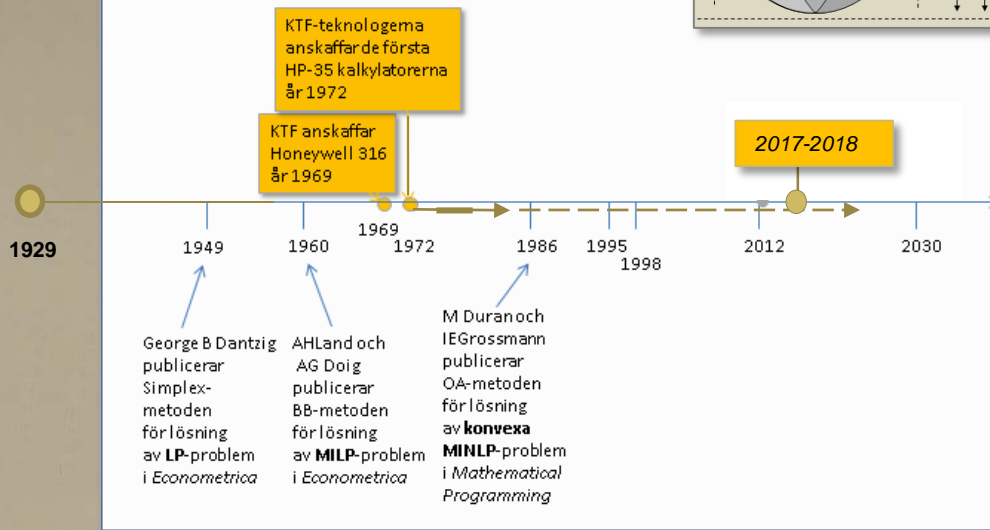 KTF-teknologerna
anskaffar de första
HP-35 kalkylatorerna
år 1972
KTF anskaffar
Honeywell 316
år 1969
2017-2018
1929
1949
1960
1969
1972
1986
1995
1998
2012
2030
George B Dantzig
publicerar
Simplex-
metoden
för lösning
av LP-problem
i Econometrica
AH Land och
AG Doig
publicerar
BB-metoden
för lösning
av MILP-problem
i Econometrica
M Duran och
IE Grossmann
publicerar
OA-metoden
för lösning
av konvexa
MINLP-problem
i Mathematical
Programming